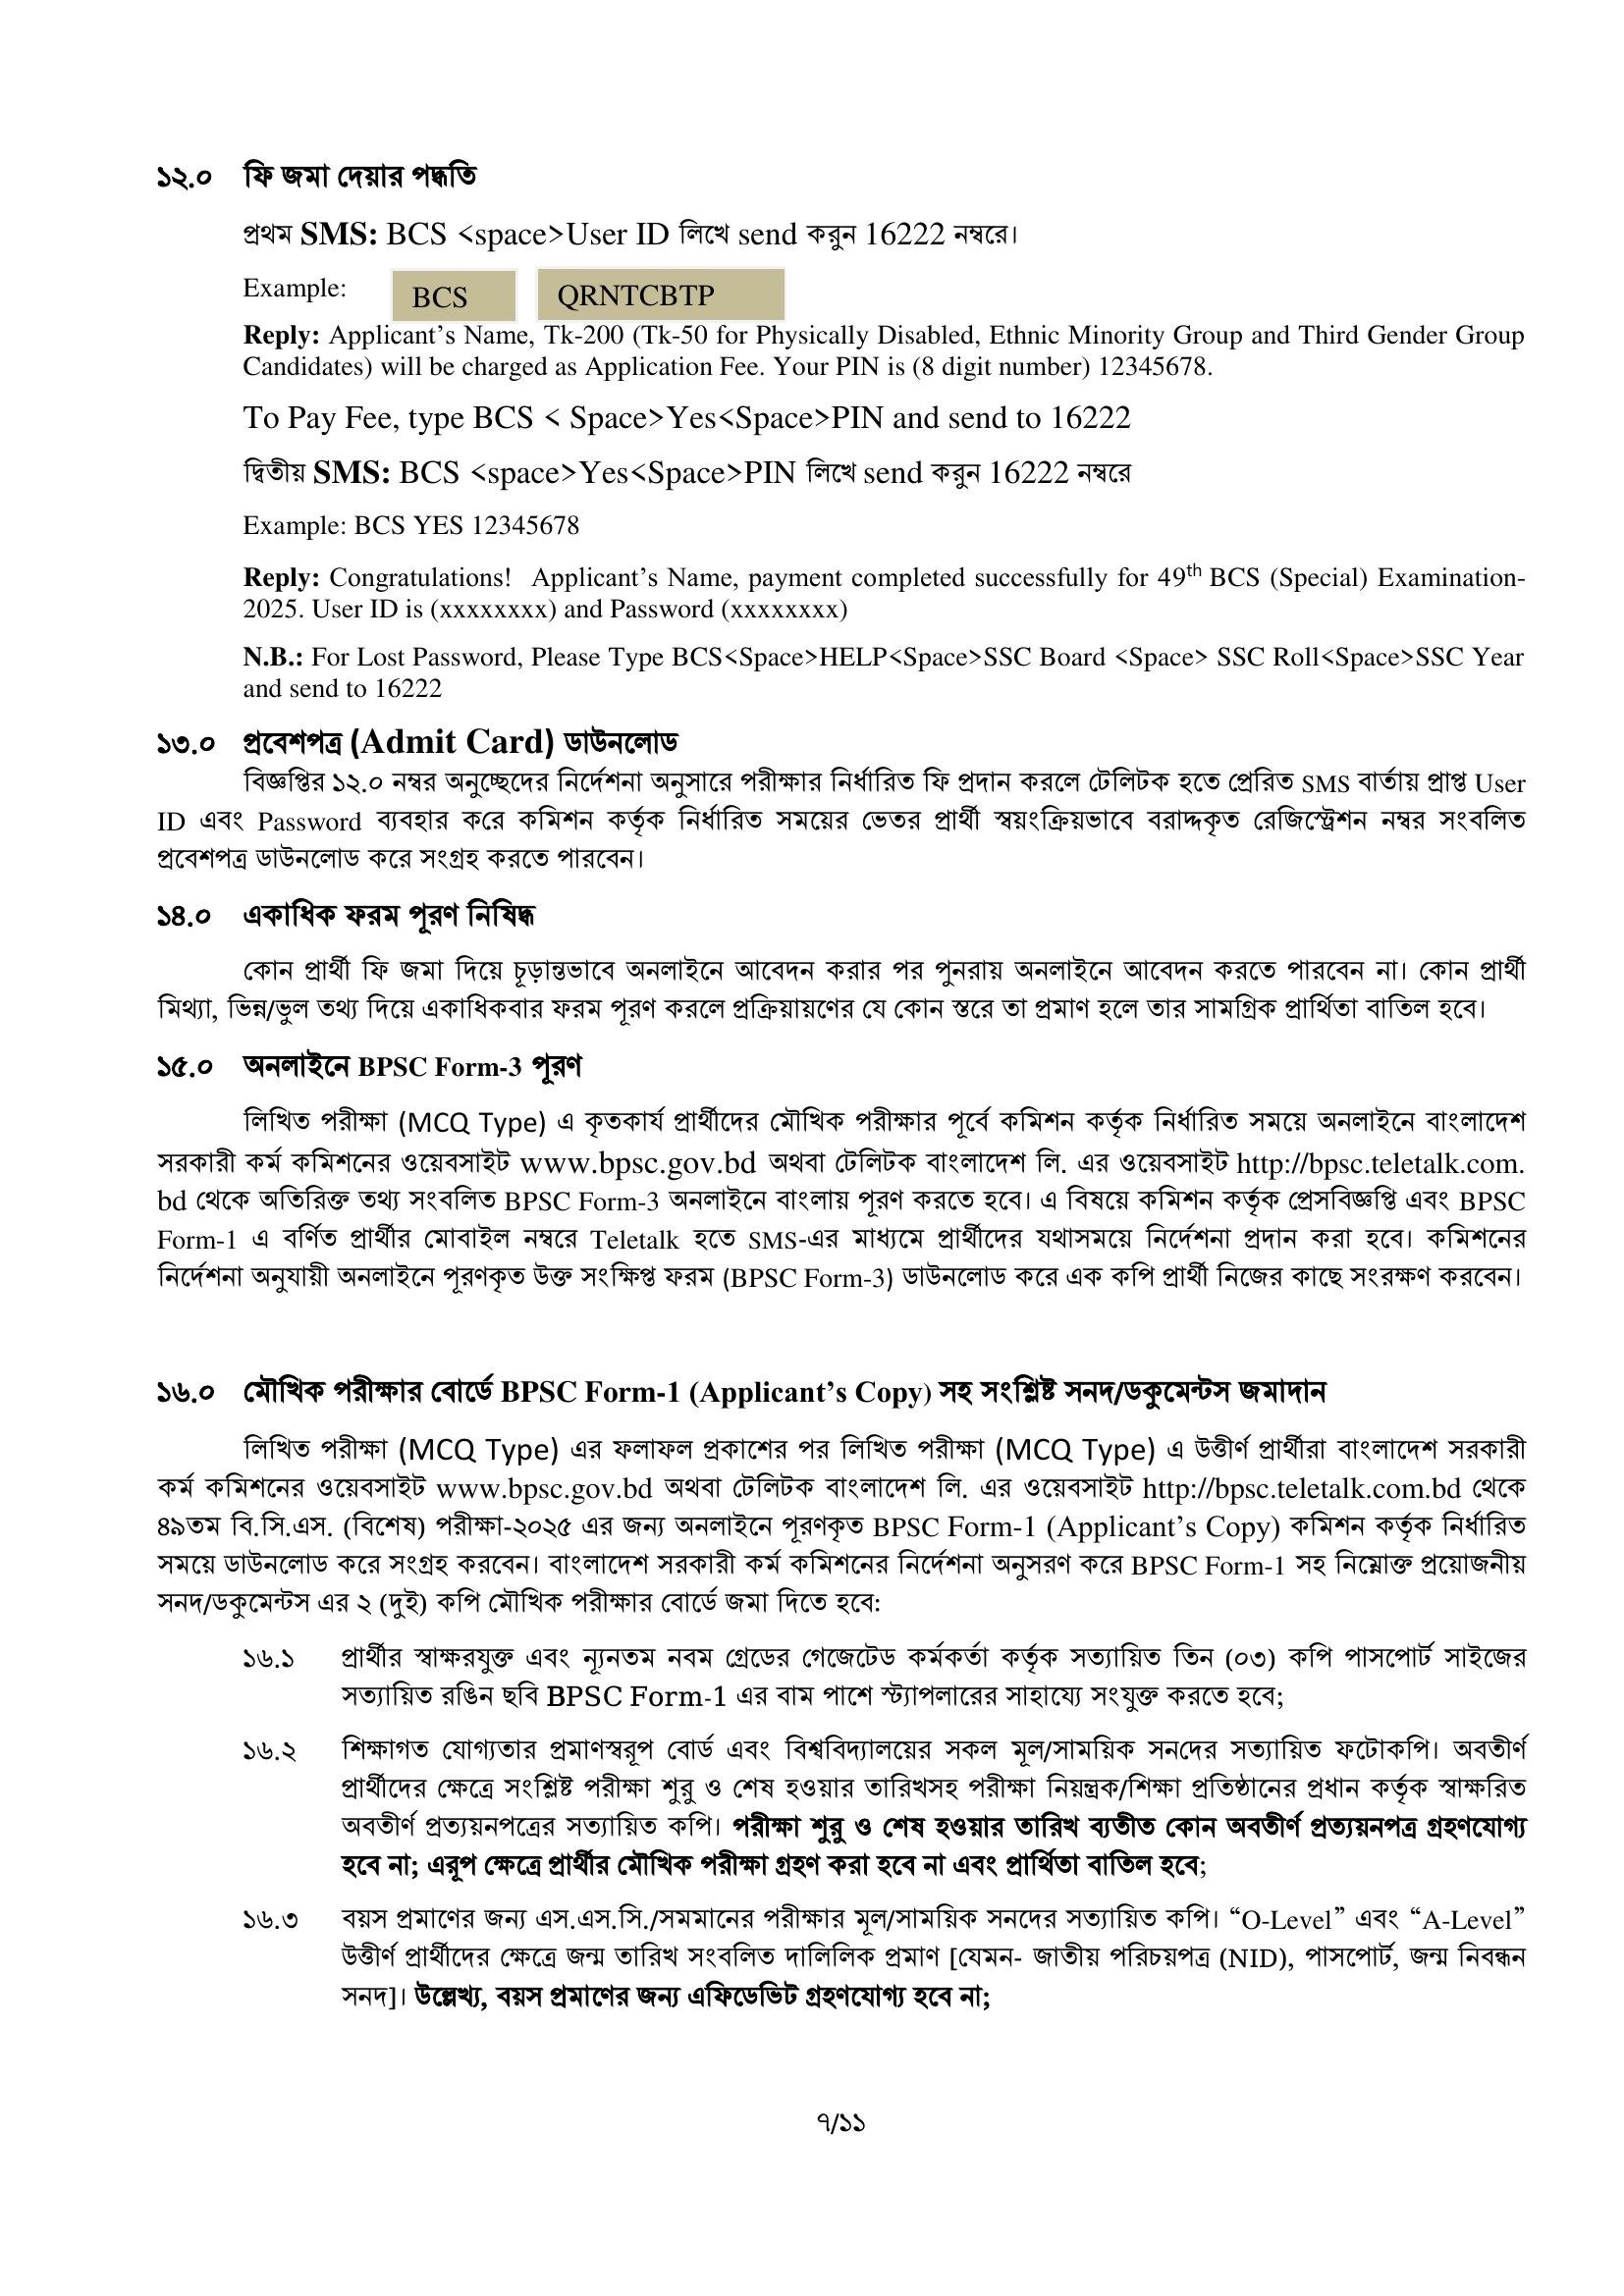 ১২.০ ফি জমা দেয়ার পদ্ধতি
প্রথম SMS: BCS <space>User ID লিখে send করুন 16222 নম্বরে।
Example: BCS QRNTCBTP
Reply: Applicant’s Name, Tk-200 (Tk-50 for Physically Disabled, Ethnic Minority Group and Third Gender Group
Candidates) will be charged as Application Fee. Your PIN is (8 digit number) 12345678.
To Pay Fee, type BCS < Space>Yes<Space>PIN and send to 16222
দ্বিতীয় SMS: BCS <space>Yes<Space>PIN লিখে send করুন 16222 নম্বরে
Example: BCS YES 12345678
Reply: Congratulations! Applicant’s Name, payment completed successfully for 49th BCS (Special) Examination-
2025. User ID is (xxxxxxxx) and Password (xxxxxxxx)
N.B.: For Lost Password, Please Type BCS<Space>HELP<Space>SSC Board <Space> SSC Roll<Space>SSC Year
and send to 16222
১৩.০ প্রবেশপত্র (Admit Card) ডাউনলোড
বিজ্ঞপ্তির ১২.০ নম্বর অনুচ্ছেদের নির্দেশনা অনুসারে পরীক্ষার নির্ধারিত ফি প্রদান করলে টেলিটক হতে প্রেরিত SMS বার্তায় প্রাপ্ত User
ID এবং Password ব্যবহার করে কমিশন কর্তৃক নির্ধারিত সময়ের ভেতর প্রার্থী স্বয়ংক্রিয়ভাবে বরাদ্দকৃত রেজিস্ট্রেশন নম্বর সংবলিত
প্রবেশপত্র ডাউনলোড করে সংগ্রহ করতে পারবেন।
১৪.০ একাধিক ফরম পূরণ নিষিদ্ধ
কোন প্রার্থী ফি জমা দিয়ে চূড়ান্তভাবে অনলাইনে আবেদন করার পর পুনরায় অনলাইনে আবেদন করতে পারবেন না। কোন প্রার্থী
মিথ্যা, ভিন্ন/ভুল তথ্য দিয়ে একাধিকবার ফরম পূরণ করলে প্রক্রিয়ায়ণের যে কোন স্তরে তা প্রমাণ হলে তার সামগ্রিক প্রার্থিতা বাতিল হবে।
১৫.০ অনলাইনে BPSC Form-3 পূরণ
লিখিত পরীক্ষা (MCQ Type) এ কৃতকার্য প্রার্থীদের মৌখিক পরীক্ষার পূর্বে কমিশন কর্তৃক নির্ধারিত সময়ে অনলাইনে বাংলাদেশ
সরকারী কর্ম কমিশনের ওয়েবসাইট www.bpsc.gov.bd অথবা টেলিটক বাংলাদেশ লি. এর ওয়েবসাইট http://bpsc.teletalk.com.
bd থেকে অতিরিক্ত তথ্য সংবলিত BPSC Form-3 অনলাইনে বাংলায় পূরণ করতে হবে। এ বিষয়ে কমিশন কর্তৃক প্রেসবিজ্ঞপ্তি এবং BPSC
Form-1 এ বর্ণিত প্রার্থীর মোবাইল নম্বরে Teletalk হতে SMS-এর মাধ্যমে প্রার্থীদের যথাসময়ে নির্দেশনা প্রদান করা হবে। কমিশনের
নির্দেশনা অনুযায়ী অনলাইনে পূরণকৃত উক্ত সংক্ষিপ্ত ফরম (BPSC Form-3) ডাউনলোড করে এক কপি প্রার্থী নিজের কাছে সংরক্ষণ করবেন।
১৬.০ মৌখিক পরীক্ষার বোর্ডে BPSC Form-1 (Applicant’s Copy) সহ সংশ্লিষ্ট সনদ/ডকুমেন্টস জমাদান
লিখিত পরীক্ষা (MCQ Type) এর ফলাফল প্রকাশের পর লিখিত পরীক্ষা (MCQ Type) এ উত্তীর্ণ প্রার্থীরা বাংলাদেশ সরকারী
কর্ম কমিশনের ওয়েবসাইট www.bpsc.gov.bd অথবা টেলিটক বাংলাদেশ লি. এর ওয়েবসাইট http://bpsc.teletalk.com.bd থেকে
৪৯তম বি.সি.এস. (বিশেষ) পরীক্ষা-২০২৫ এর জন্য অনলাইনে পূরণকৃত BPSC Form-1 (Applicant’s Copy) কমিশন কর্তৃক নির্ধারিত
সময়ে ডাউনলোড করে সংগ্রহ করবেন। বাংলাদেশ সরকারী কর্ম কমিশনের নির্দেশনা অনুসরণ করে BPSC Form-1 সহ নিম্নোক্ত প্রয়োজনীয়
সনদ/ডকুমেন্টস এর ২ (দুই) কপি মৌখিক পরীক্ষার বোর্ডে জমা দিতে হবে:
১৬.১ প্রার্থীর স্বাক্ষরযুক্ত এবং ন্যূনতম নবম গ্রেডের গেজেটেড কর্মকর্তা কর্তৃক সত্যায়িত তিন (০৩) কপি পাসপোর্ট সাইজের
সত্যায়িত রঙিন ছবি BPSC Form-1 এর বাম পাশে স্ট্যাপলারের সাহায্যে সংযুক্ত করতে হবে;
১৬.২ শিক্ষাগত যোগ্যতার প্রমাণস্বরূপ বোর্ড এবং বিশ্ববিদ্যালয়ের সকল মূল/সাময়িক সনদের সত্যায়িত ফটোকপি। অবতীর্ণ
প্রার্থীদের ক্ষেত্রে সংশ্লিষ্ট পরীক্ষা শুরু ও শেষ হওয়ার তারিখসহ পরীক্ষা নিয়ন্ত্রক/শিক্ষা প্রতিষ্ঠানের প্রধান কর্তৃক স্বাক্ষরিত
অবতীর্ণ প্রত্যয়নপত্রের সত্যায়িত কপি। পরীক্ষা শুরু ও শেষ হওয়ার তারিখ ব্যতীত কোন অবতীর্ণ প্রত্যয়নপত্র গ্রহণযোগ্য
হবে না; এরূপ ক্ষেত্রে প্রার্থীর মৌখিক পরীক্ষা গ্রহণ করা হবে না এবং প্রার্থিতা বাতিল হবে;
১৬.৩ বয়স প্রমাণের জন্য এস.এস.সি./সমমানের পরীক্ষার মূল/সাময়িক সনদের সত্যায়িত কপি। “O-Level” এবং “A-Level”
উত্তীর্ণ প্রার্থীদের ক্ষেত্রে জন্ম তারিখ সংবলিত দালিলিক প্রমাণ [যেমন- জাতীয় পরিচয়পত্র (NID), পাসপোর্ট, জন্ম নিবন্ধন
সনদ]। উল্লেখ্য, বয়স প্রমাণের জন্য এফিডেভিট গ্রহণযোগ্য হবে না;
৭/১১